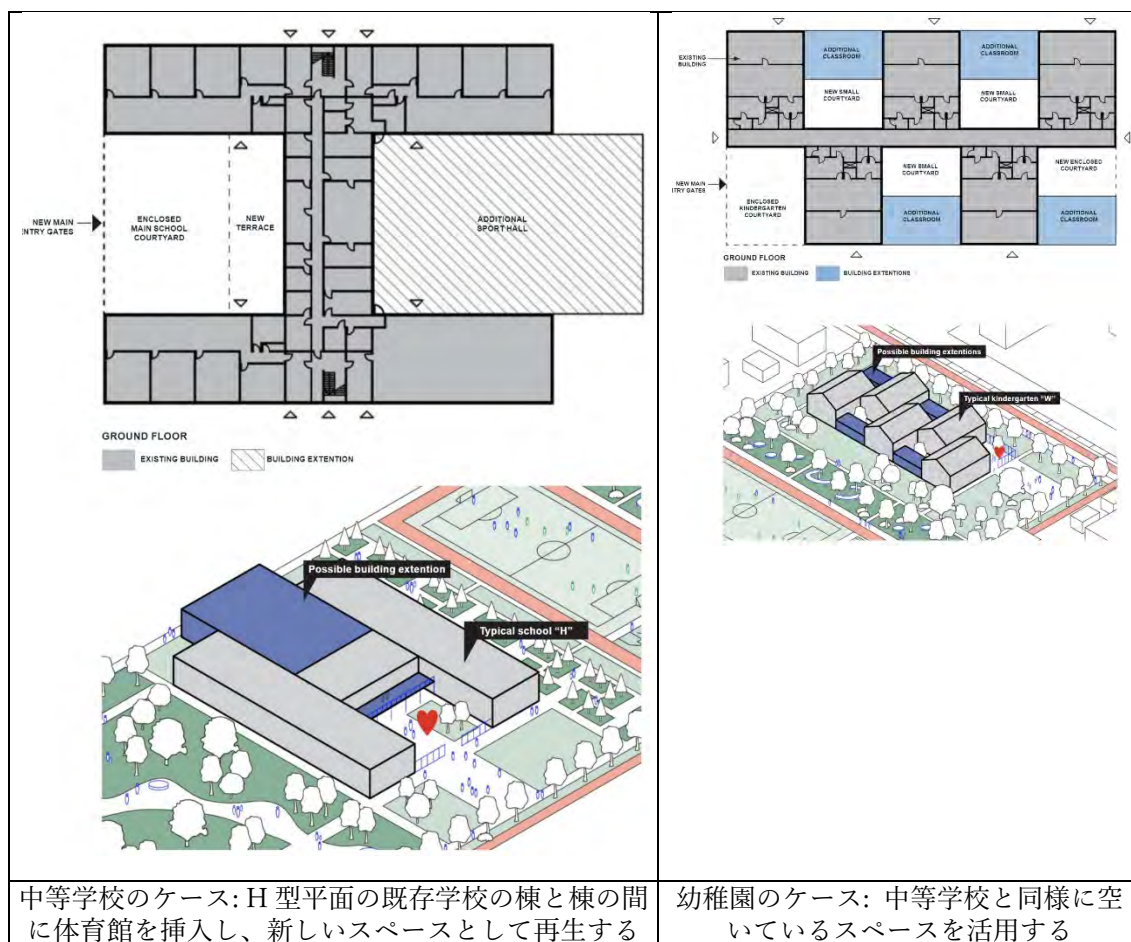 NEW MAIN
ENTRY GATES
ENCLOSED
MAIN SCHOOL
COURTYARD
NEW
TERRACE
ADDITIONAL
SPORT HALL
GROUND FLOOR
EXISTING BUILDING
BUILDING EXTENTION
Possible building extention
Typical school "H"
中等学校のケース: H 型平面の既存学校の棟と棟の間
に体育館を挿入し、新しいスペースとして再生する
EXISTING
BUILDING
ADDITIONAL
CLASSROOM
ADDITIONAL
CLASSROOM
NEW SMALL
COURTYARD
NEW SMALL
COURTYARD
NEW MAIN
NTRY GATES
ENCLOSED
KINDERGARTEN
COURTYARD
NEW SMALL
COURTYARD
NEW ENCLOSED
COURTYARD
ADDITIONAL
CLASSROOM
ADDITIONAL
CLASSROOM
GROUND FLOOR
EXISTING BUILDING
BUILDING EXTENTIONS
Possible building extentions
Typical kindergarten "W"
幼稚園のケース: 中等学校と同様に空
いているスペースを活用する